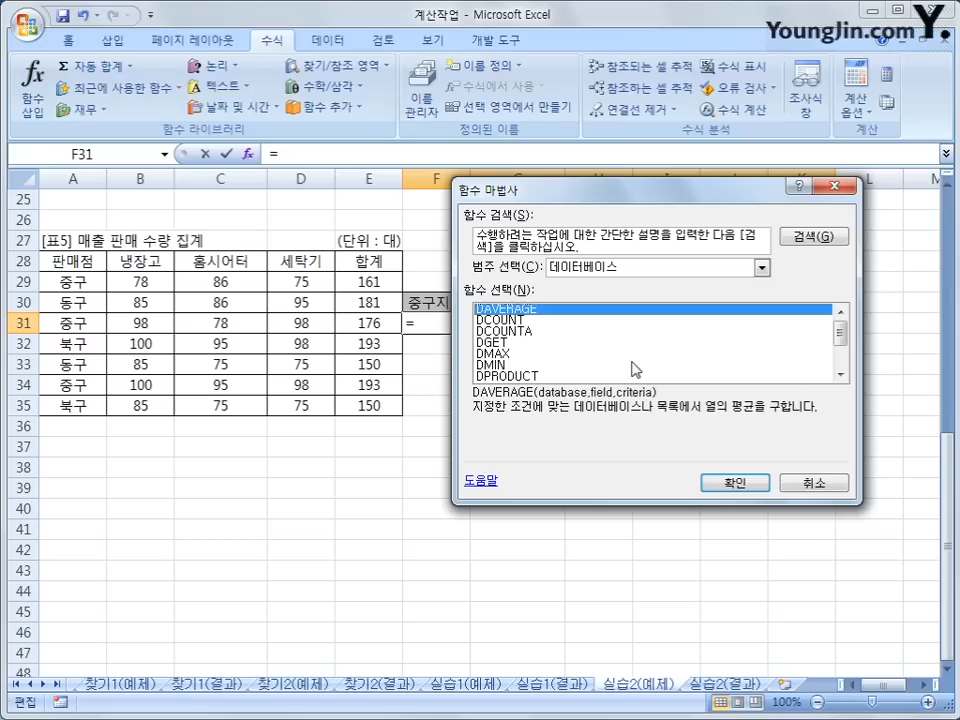 계산작업 - Microsoft Excel
YoungJin.com Y.
홈 삽입 페이지 레이아웃 수식 데이터 검토 보기 개발 도구
fx 함수 삽입
Σ 자동 합계
최근에 사용한 함수
재무
논리
텍스트
날짜 및 시간
찾기/참조 영역
수학/삼각
함수 추가
함수 라이브러리
이름 관리자
이름 정의
수식에서 사용
선택 영역에서 만들기
정의된 이름
참조되는 셀 추적
참조하는 셀 추적
연결선 제거
수식 표시
오류 검사
수식 계산
수식 분석
조사식 창
계산 옵션
계산
F31 fx =
A B C D E F L M
25
26
27 [표5] 매출 판매 수량 집계 (단위 : 대)
28 판매점 냉장고 홈시어터 세탁기 합계
29 중구 78 86 75 161
30 동구 85 86 95 181 중구지
31 중구 98 78 98 176 =
32 북구 100 95 98 193
33 동구 85 75 75 150
34 중구 100 95 98 193
35 북구 85 75 75 150
36
37
38
39
40
41
42
43
44
45
46
47
48
함수 마법사
함수 검색(S):
수행하려는 작업에 대한 간단한 설명을 입력한 다음 [검
색]을 클릭하십시오.
검색(G)
범주 선택(C): 데이터베이스
함수 선택(N):
DAVERAGE
DCOUNT
DCOUNTA
DGET
DMAX
DMIN
DPRODUCT
DAVERAGE(database,field,criteria)
지정한 조건에 맞는 데이터베이스나 목록에서 열의 평균을 구합니다.
도움말 확인 취소
찾기1(예제) 찾기1(결과) 찾기2(예제) 찾기2(결과) 실습1(예제) 실습1(결과) 실습2(예제) 실습2(결과)
편집 100%